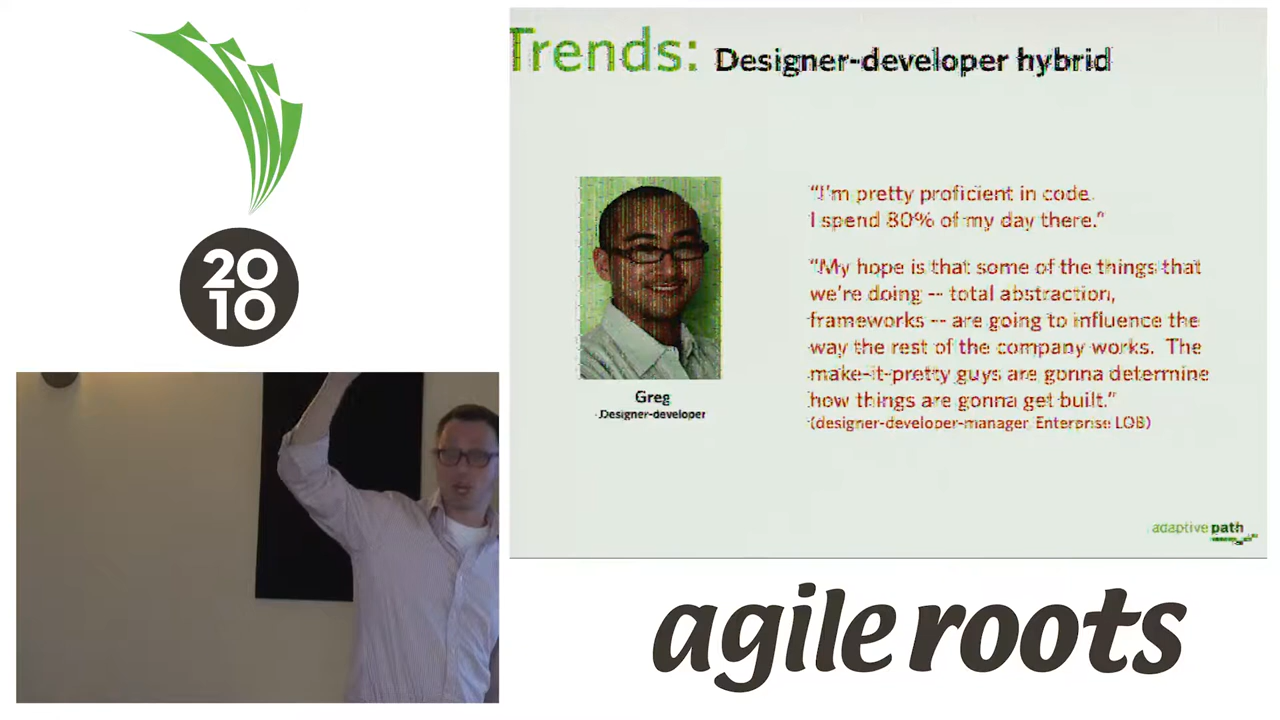 20
10
Trends: Designer-developer hybrid
Greg
Designer-developer
“I'm pretty proficient in code.
I spend 80% of my day there.”
“My hope is that some of the things that
we're doing -- total abstraction,
frameworks -- are going to influence the
way the rest of the company works. The
make-it-pretty guys are gonna determine
how things are gonna get built.”
(designer-developer-manager, Enterprise LOB)
adaptive path
agile roots